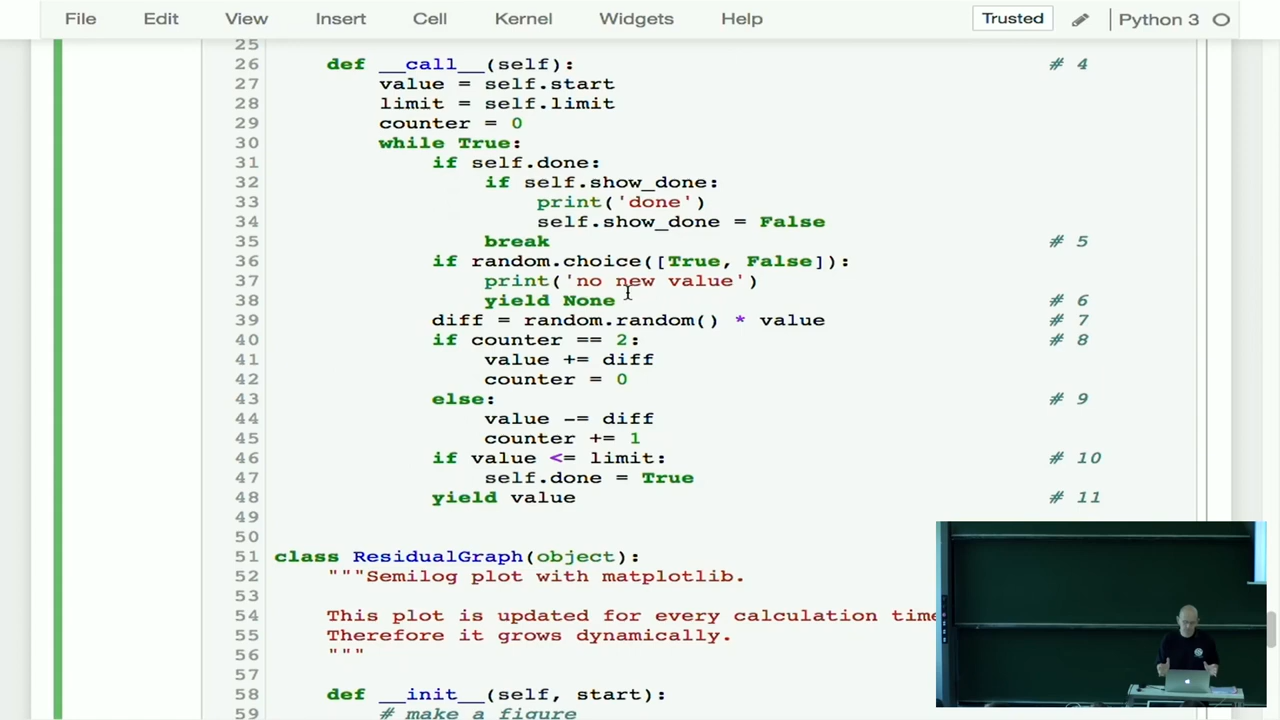 File Edit View Insert Cell Kernel Widgets Help Trusted Python 3
25
26 def __call__(self): # 4
27 value = self.start
28 limit = self.limit
29 counter = 0
30 while True:
31 if self.done:
32 if self.show_done:
33 print('done')
34 self.show_done = False
35 break # 5
36 if random.choice([True, False]):
37 print('no new value')
38 yield None # 6
39 diff = random.random() * value # 7
40 if counter == 2: # 8
41 value += diff
42 counter = 0
43 else: # 9
44 value -= diff
45 counter += 1
46 if value <= limit: # 10
47 self.done = True
48 yield value # 11
49
50
51 class ResidualGraph(object):
52 """Semilog plot with matplotlib.
53
54 This plot is updated for every calculation time
55 Therefore it grows dynamically.
56 """
57
58 def __init__(self, start):
59 # make a figure